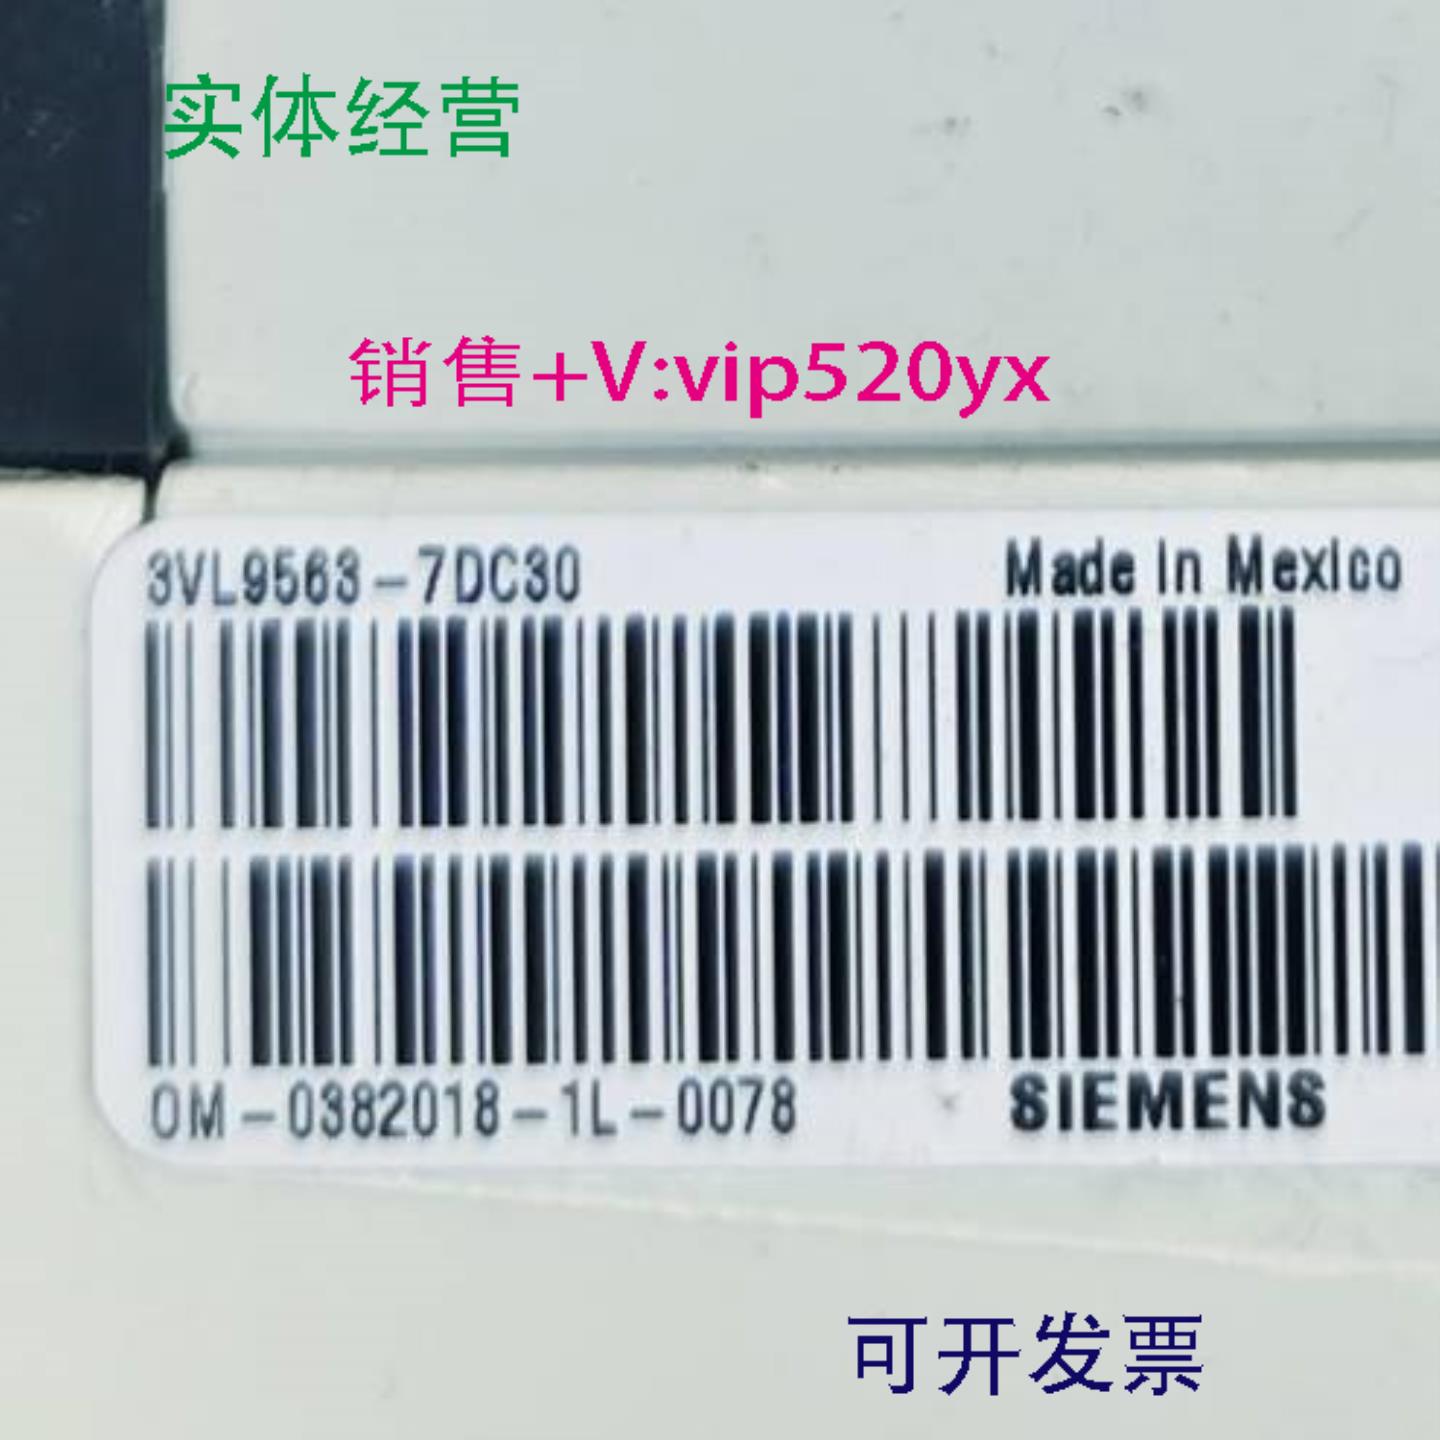 实体经营
销售+V:vip520yx
3VL9563-7DC30
Made in Mexico
OM-0382018-1L-0078
SIEMENS
可开发票